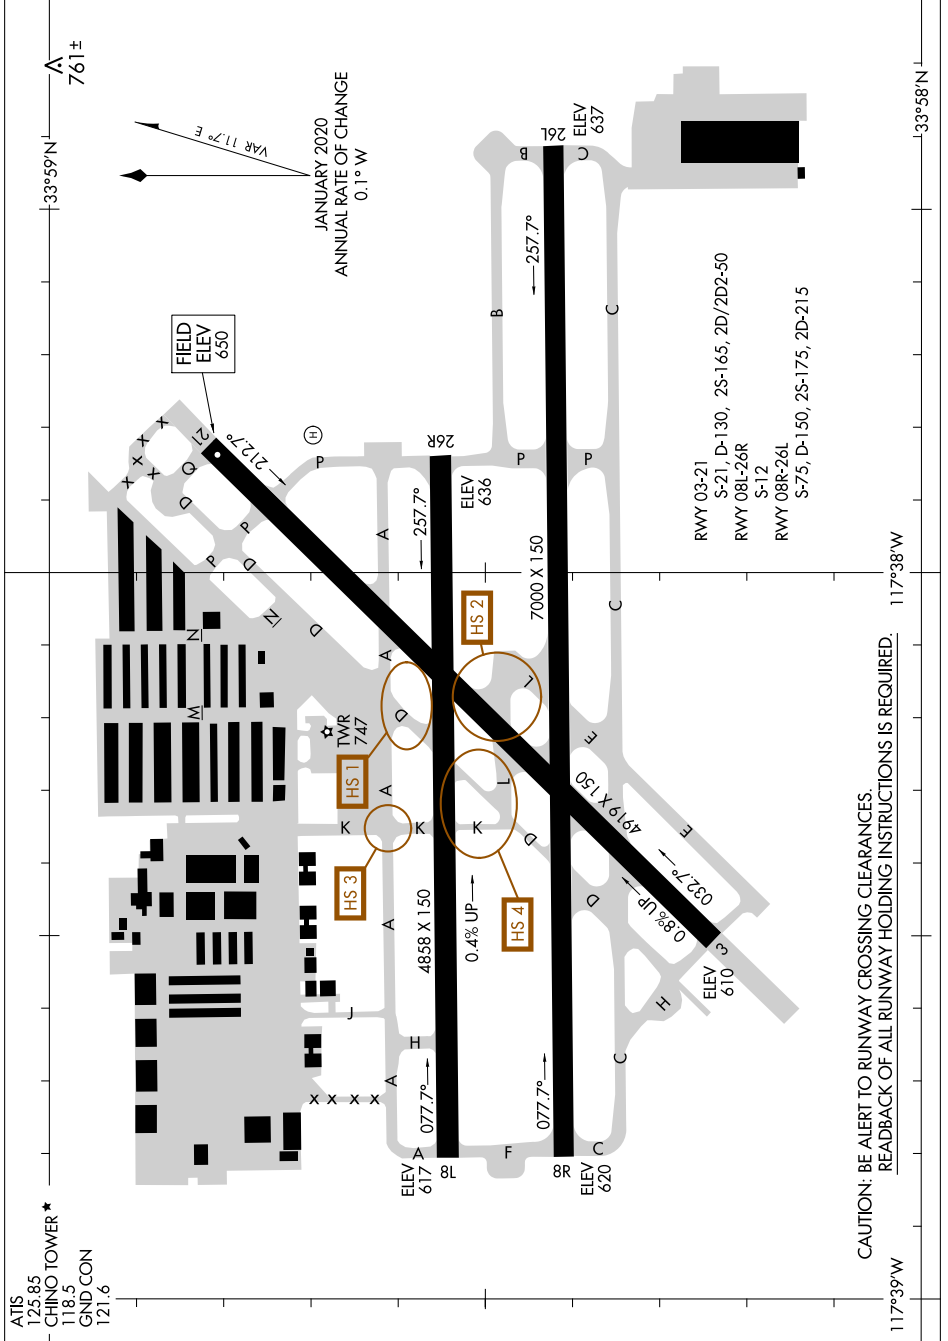 ATIS
125.85
CHINO TOWER ★
118.5
GND CON
121.6
33°59'N
761±
VAR 11.7° E
JANUARY 2020
ANNUAL RATE OF CHANGE
0.1° W
33°58'N
FIELD
ELEV
650
21
212.7°
X
X
X
X
X
Q
D
P
P
D
H
P
N
N
D
M
A
26R
ELEV
636
257.7°
A
HS 1
D
TWR
747
HS 2
L
A
HS 3
K
K
K
L
HS 4
D
A
4858 X 150
0.4% UP
J
H
A
X
X
X
X
077.7°
A
ELEV
617
8L
F
8R
ELEV
620
C
077.7°
C
H
D
ELEV
610
3
0.8% UP
032.7°
4919 X 150
E
E
C
7000 X 150
P
P
B
C
257.7°
B
26L
C
ELEV
637
RWY 03-21
S-21, D-130, 2S-165, 2D/2D2-50
RWY 08L-26R
S-12
RWY 08R-26L
S-75, D-150, 2S-175, 2D-215
117°38'W
117°39'W
CAUTION: BE ALERT TO RUNWAY CROSSING CLEARANCES.
READBACK OF ALL RUNWAY HOLDING INSTRUCTIONS IS REQUIRED.